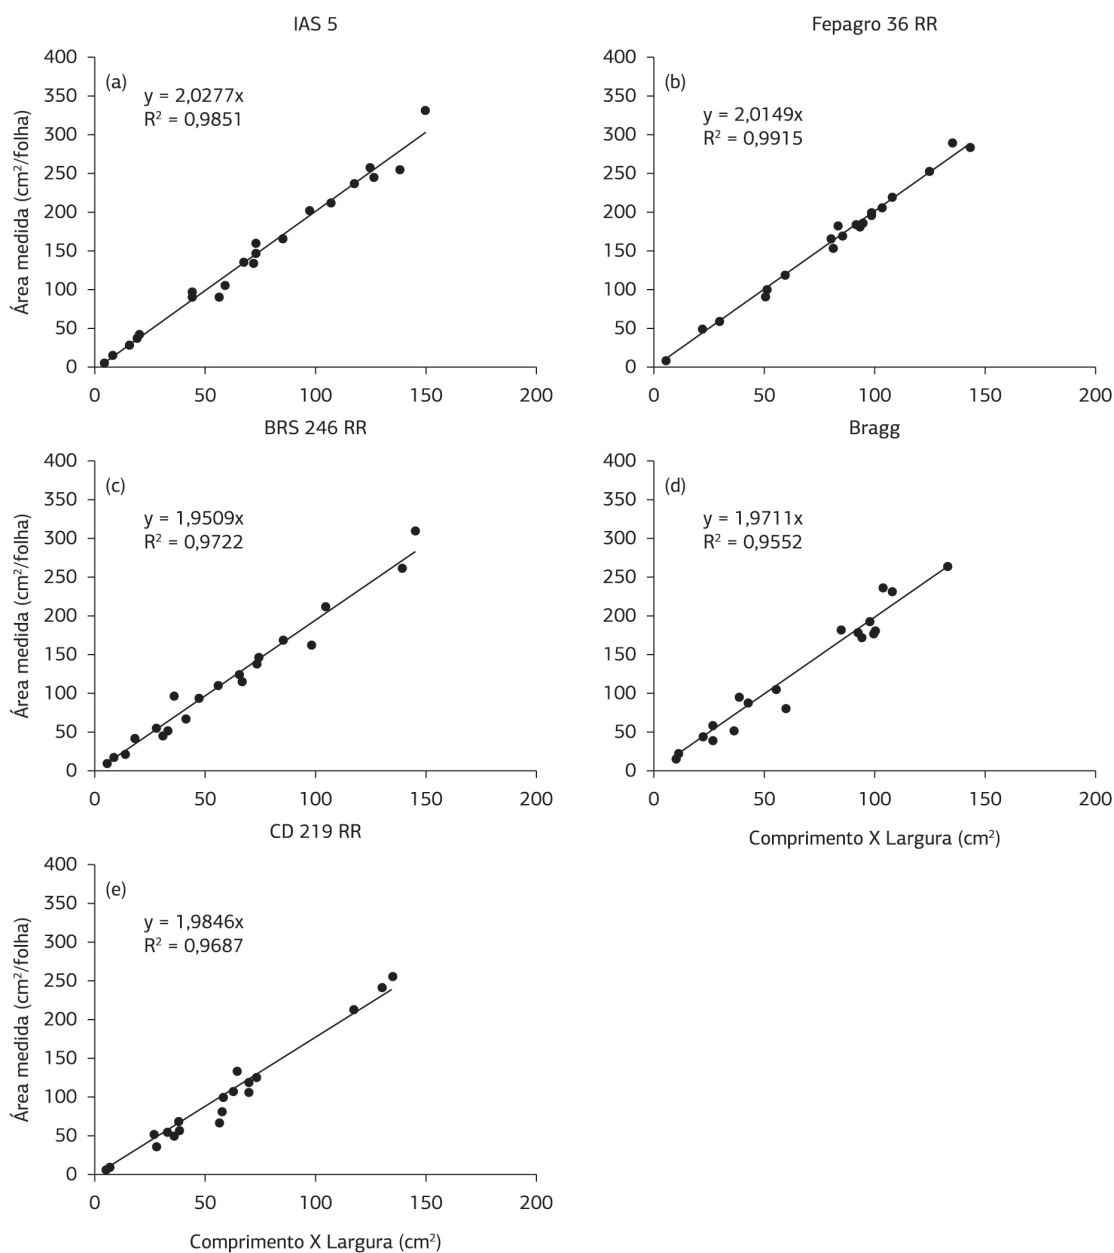 IAS 5
(a)
y = 2,0277x
R² = 0,9851
Área medida (cm²/folha)
400
350
300
250
200
150
100
50
0
0 50 100 150 200
Fepagro 36 RR
(b)
y = 2,0149x
R² = 0,9915
400
350
300
250
200
150
100
50
0
0 50 100 150 200
BRS 246 RR
(c)
y = 1,9509x
R² = 0,9722
Área medida (cm²/folha)
400
350
300
250
200
150
100
50
0
0 50 100 150 200
Bragg
(d)
y = 1,9711x
R² = 0,9552
400
350
300
250
200
150
100
50
0
0 50 100 150 200
Comprimento X Largura (cm²)
CD 219 RR
(e)
y = 1,9846x
R² = 0,9687
Área medida (cm²/folha)
400
350
300
250
200
150
100
50
0
0 50 100 150 200
Comprimento X Largura (cm²)